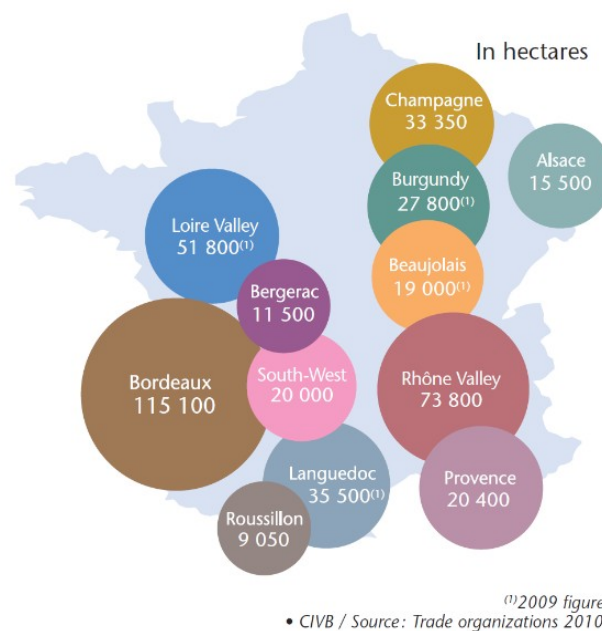 In hectares
Champagne
33 350
Alsace
15 500
Burgundy
27 800⁽¹⁾
Loire Valley
51 800⁽¹⁾
Beaujolais
19 000⁽¹⁾
Bergerac
11 500
Bordeaux
115 100
South-West
20 000
Rhône Valley
73 800
Languedoc
35 500⁽¹⁾
Provence
20 400
Roussillon
9 050
⁽¹⁾2009 figure
• CIVB / Source: Trade organizations 2010